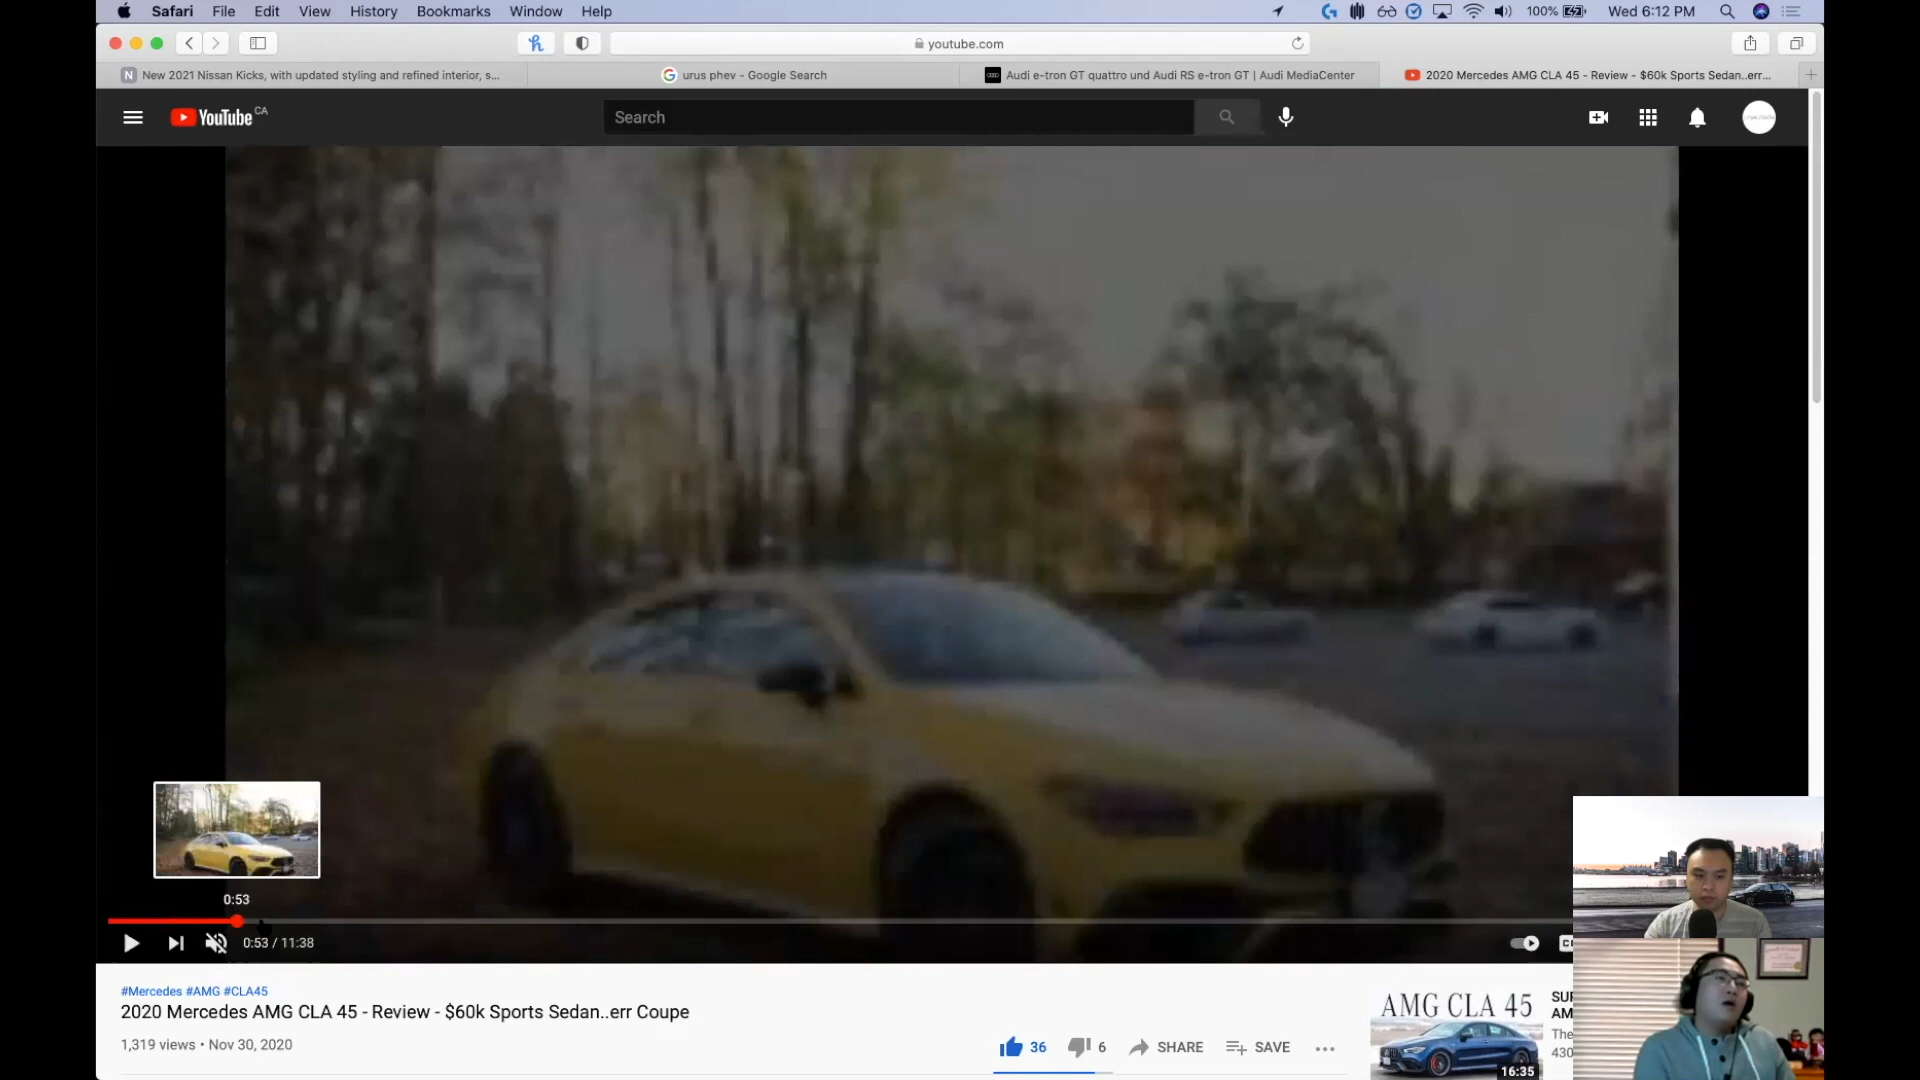 Safari File Edit View History Bookmarks Window Help 100% Wed 6:12 PM
youtube.com
New 2021 Nissan Kicks, with updated styling and refined interior, s...
urus phev - Google Search
Audi e-tron GT quattro und Audi RS e-tron GT | Audi MediaCenter
2020 Mercedes AMG CLA 45 - Review - $60k Sports Sedan..err...
YouTube CA
Search
0:53
0:53 / 11:38
#Mercedes #AMG #CLA45
2020 Mercedes AMG CLA 45 - Review - $60k Sports Sedan..err Coupe
1,319 views • Nov 30, 2020
36 6 SHARE SAVE
AMG CLA 45
16:35
AM
The
430